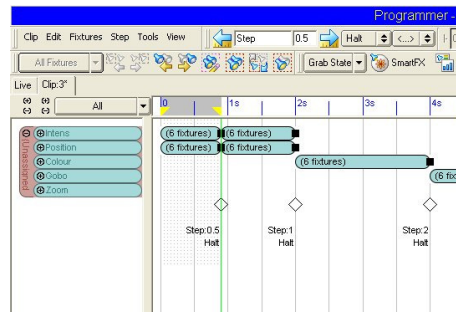 Programmer -
Clip Edit Fixtures Step Tools View Step 0.5 Halt <...>
All Fixtures Grab State SmartFX
Live Clip:3*
All 0 1s 2s 3s 4s
Unassigned
Intens (6 fixtures) (6 fixtures)
Position (6 fixtures) (6 fixtures)
Colour (6 fixtures)
Gobo (6 fix
Zoom
Step:0.5 Step:1 Step:2
Halt Halt Halt